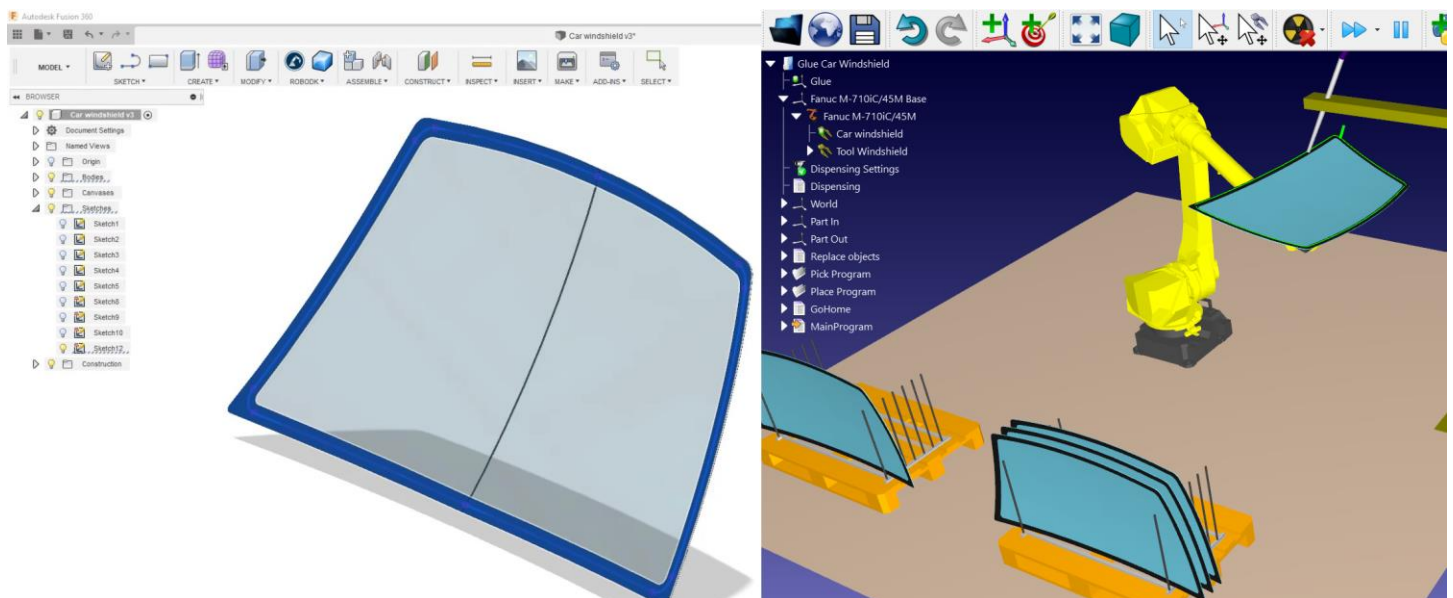 Autodesk Fusion 360
Car windshield v3*
MODEL
SKETCH
CREATE
MODIFY
ROBODK
ASSEMBLE
CONSTRUCT
INSPECT
INSERT
MAKE
ADD-INS
SELECT
BROWSER
Car windshield v3
Document Settings
Named Views
Origin
Bodies
Canvases
Sketches
Sketch1
Sketch2
Sketch3
Sketch4
Sketch5
Sketch8
Sketch9
Sketch10
Sketch12
Construction
Glue Car Windshield
Glue
Fanuc M-710iC/45M Base
Fanuc M-710iC/45M
Car windshield
Tool Windshield
Dispensing Settings
Dispensing
World
Part In
Part Out
Replace objects
Pick Program
Place Program
GoHome
MainProgram